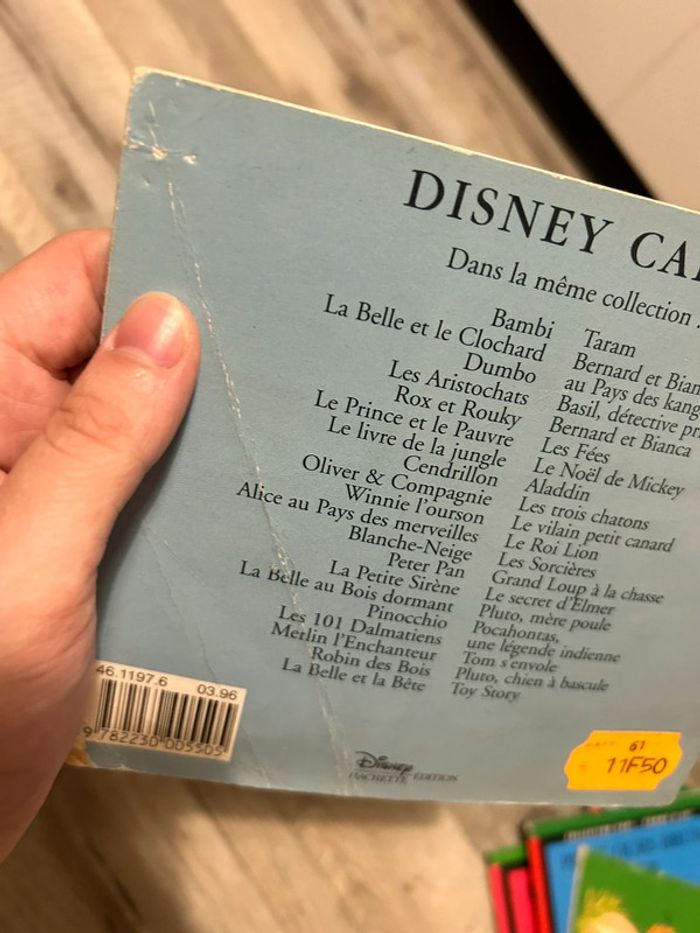 DISNEY
Dans la même collection
Bambi
La Belle et le Clochard
Dumbo
Les Aristochats
Rox et Rouky
Le Prince et le Pauvre
Le livre de la jungle
Cendrillon
Oliver & Compagnie
Winnie l'ourson
Alice au Pays des merveilles
Blanche-Neige
Peter Pan
La Petite Sirène
La Belle au Bois dormant
Pinocchio
Les 101 Dalmatiens
Merlin l'Enchanteur
Robin des Bois
La Belle et la Bête
Taram
Bernard et
au Pays des
Basil, détective
Bernard et Bianca
Les Fées
Le Noël de Mickey
Aladdin
Les trois chatons
Le vilain petit canard
Le Roi Lion
Les Sorcières
Grand Loup à la chasse
Le secret d'Elmer
Pluto, mère poule
Pocahontas,
une légende indienne
Tom s'envole
Pluto, chien à bascule
Toy Story
46.1197.6 03.96
9 782230 005505
Disney
HACHETTE EDITION
61
11F50